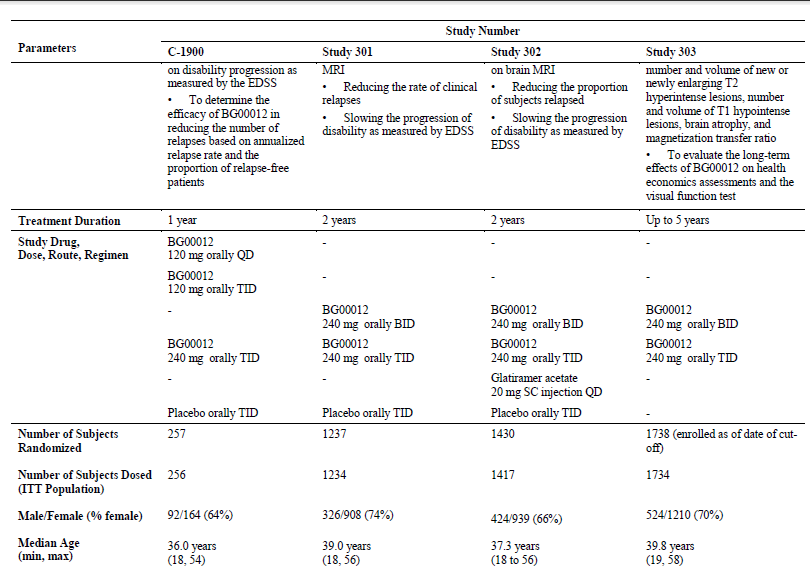 Parameters
Study Number
C-1900
Study 301
Study 302
Study 303
on disability progression as
measured by the EDSS
• To determine the
efficacy of BG00012 in
reducing the number of
relapses based on annualized
relapse rate and the
proportion of relapse-free
patients
MRI
• Reducing the rate of clinical
relapses
• Slowing the progression of
disability as measured by EDSS
on brain MRI
• Reducing the proportion
of subjects relapsed
• Slowing the progression
of disability as measured by
EDSS
number and volume of new or
newly enlarging T2
hyperintense lesions, number
and volume of T1 hypointense
lesions, brain atrophy, and
magnetization transfer ratio
• To evaluate the long-term
effects of BG00012 on health
economics assessments and the
visual function test
Treatment Duration
1 year
2 years
2 years
Up to 5 years
Study Drug,
Dose, Route, Regimen
BG00012
120 mg orally QD
-
-
-
BG00012
120 mg orally TID
-
-
-
-
BG00012
240 mg orally BID
BG00012
240 mg orally BID
BG00012
240 mg orally BID
BG00012
240 mg orally TID
BG00012
240 mg orally TID
BG00012
240 mg orally TID
BG00012
240 mg orally TID
-
-
Glatiramer acetate
20 mg SC injection QD
-
Placebo orally TID
Placebo orally TID
Placebo orally TID
-
Number of Subjects
Randomized
257
1237
1430
1738 (enrolled as of date of cut-
off)
Number of Subjects Dosed
(ITT Population)
256
1234
1417
1734
Male/Female (% female)
92/164 (64%)
326/908 (74%)
424/939 (66%)
524/1210 (70%)
Median Age
(min, max)
36.0 years
(18, 54)
39.0 years
(18, 56)
37.3 years
(18 to 56)
39.8 years
(19, 58)